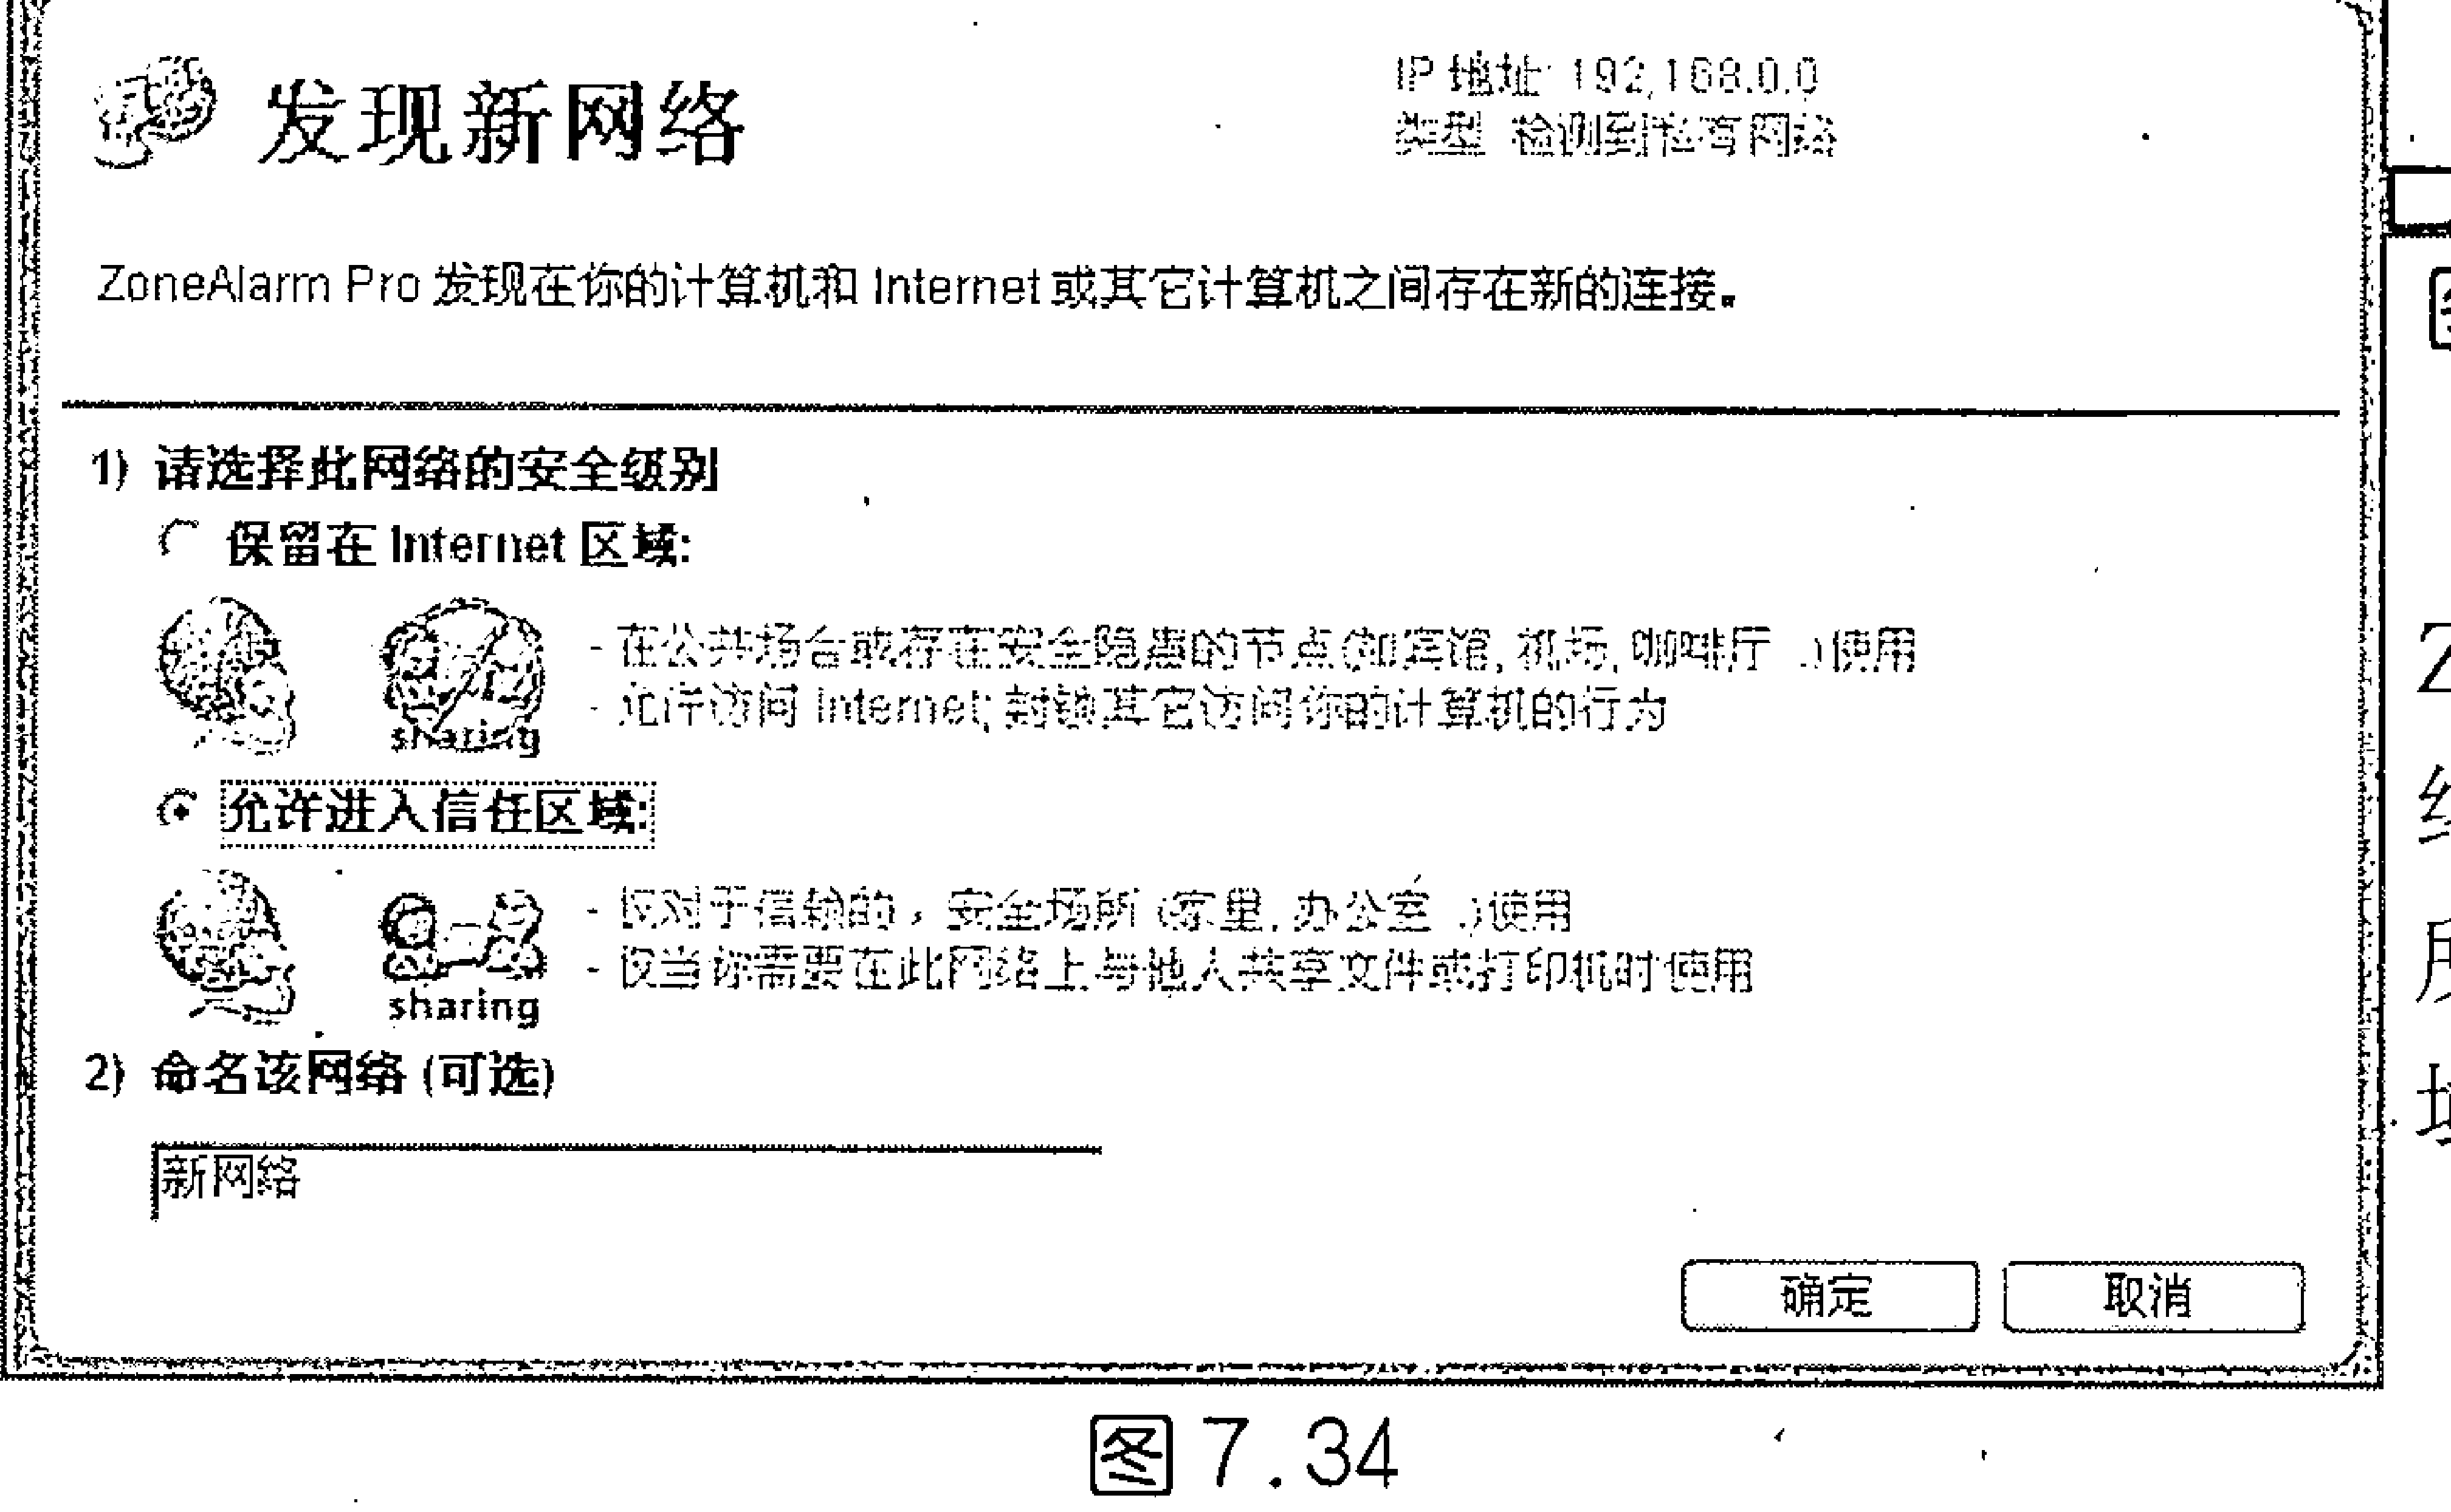 发现新网络
IP 地址: 192.168.0.0
类型 检测到私有网络
ZoneAlarm Pro 发现在你的计算机和 Internet 或其它计算机之间存在新的连接。
1) 请选择此网络的安全级别
保留在 Internet 区域:
- 在公共场合或存在安全隐患的节点(如宾馆, 机场, 咖啡厅 ..)使用
- 允许访问 Internet; 封锁其它访问你的计算机的行为
sharing
允许进入信任区域:
- 仅对于信赖的, 安全场所 (家里, 办公室 ..)使用
- 仅当你需要在此网络上与他人共享文件或打印机时使用
sharing
2) 命名该网络 (可选)
新网络
确定
取消
图 7.34